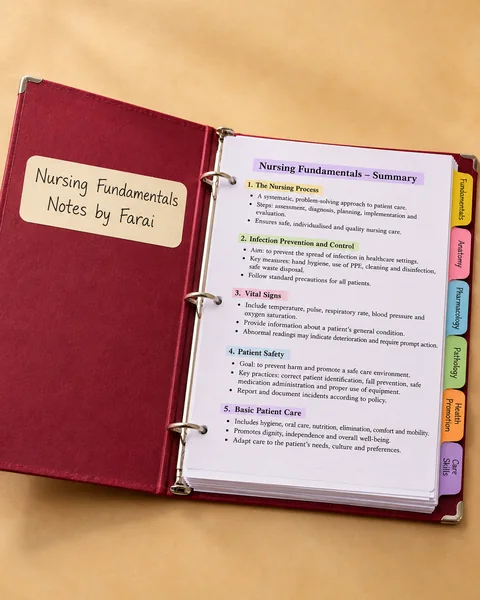 Nursing Fundamentals
Notes by Farai
Nursing Fundamentals – Summary
1. The Nursing Process
• A systematic, problem-solving approach to patient care.
• Steps: assessment, diagnosis, planning, implementation and
evaluation.
• Ensures safe, individualised and quality nursing care.
2. Infection Prevention and Control
• Aim: to prevent the spread of infection in healthcare settings.
• Key measures: hand hygiene, use of PPE, cleaning and disinfection,
safe waste disposal.
• Follow standard precautions for all patients.
3. Vital Signs
• Include temperature, pulse, respiratory rate, blood pressure and
oxygen saturation.
• Provide information about a patient's general condition.
• Abnormal readings may indicate deterioration and require prompt action.
4. Patient Safety
• Goal: to prevent harm and promote a safe care environment.
• Key practices: correct patient identification, fall prevention, safe
medication administration and proper use of equipment.
• Report and document incidents according to policy.
5. Basic Patient Care
• Includes hygiene, oral care, nutrition, elimination, comfort and mobility.
• Promotes dignity, independence and overall well-being.
• Adapt care to the patient's needs, culture and preferences.
Fundamentals
Anatomy
Pharmacology
Pathology
Health
Promotion
Care
Skills